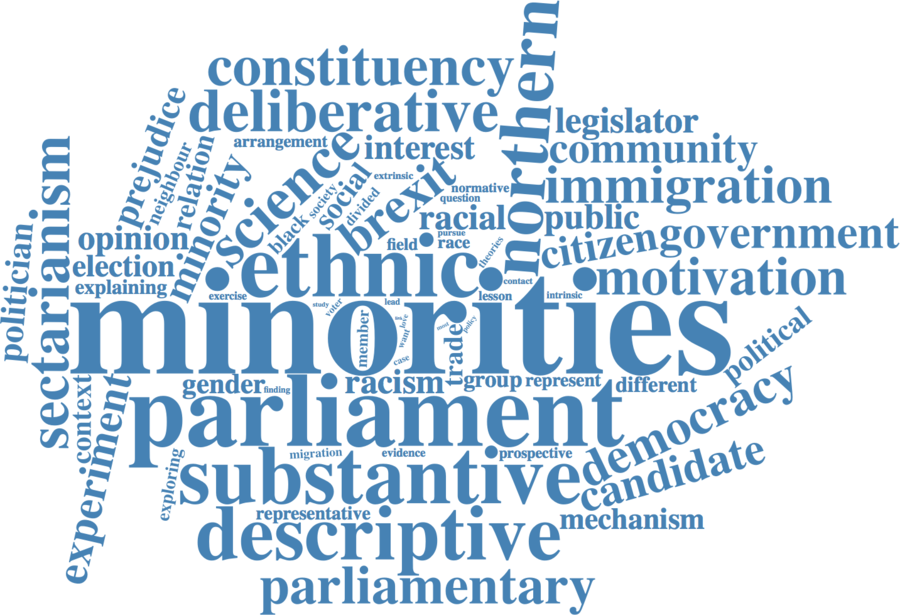 northern
constituency
deliberative
prejudice
arrangement
science
interest
legislator
community
neighbour
relation
minority
extrinsic
society
social
divided
brexit
normative
question
immigration
sectarianism
black
racial
public
politician
opinion
field
pursue
race
theories
citizen
government
election
ethnic
contact
motivation
explaining
exercise
lesson
intrinsic
minorities
study
voter
lead
member
love
want
case
trade
policy
political
context
gender
finding
racism
group
represent
different
experiment
parliament
democracy
exploring
migration
evidence
prospective
substantive
candidate
representative
mechanism
descriptive
parliamentary